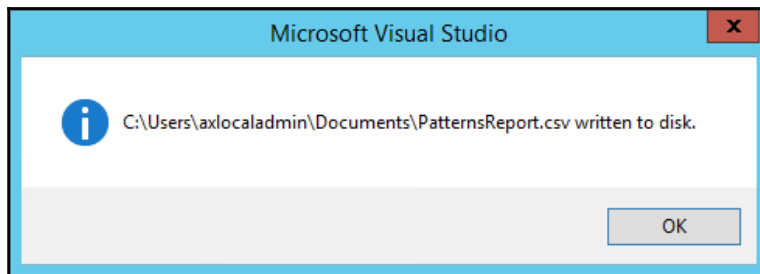 Microsoft Visual Studio
x
C:\Users\axlocaladmin\Documents\PatternsReport.csv written to disk.
OK